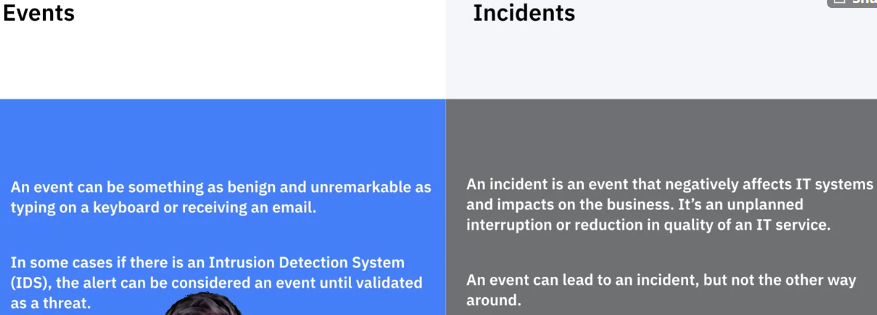 Events
Incidents
An event can be something as benign and unremarkable as
typing on a keyboard or receiving an email.
In some cases if there is an Intrusion Detection System
(IDS), the alert can be considered an event until validated
as a threat.
An incident is an event that negatively affects IT systems
and impacts on the business. It’s an unplanned
interruption or reduction in quality of an IT service.
An event can lead to an incident, but not the other way
around.